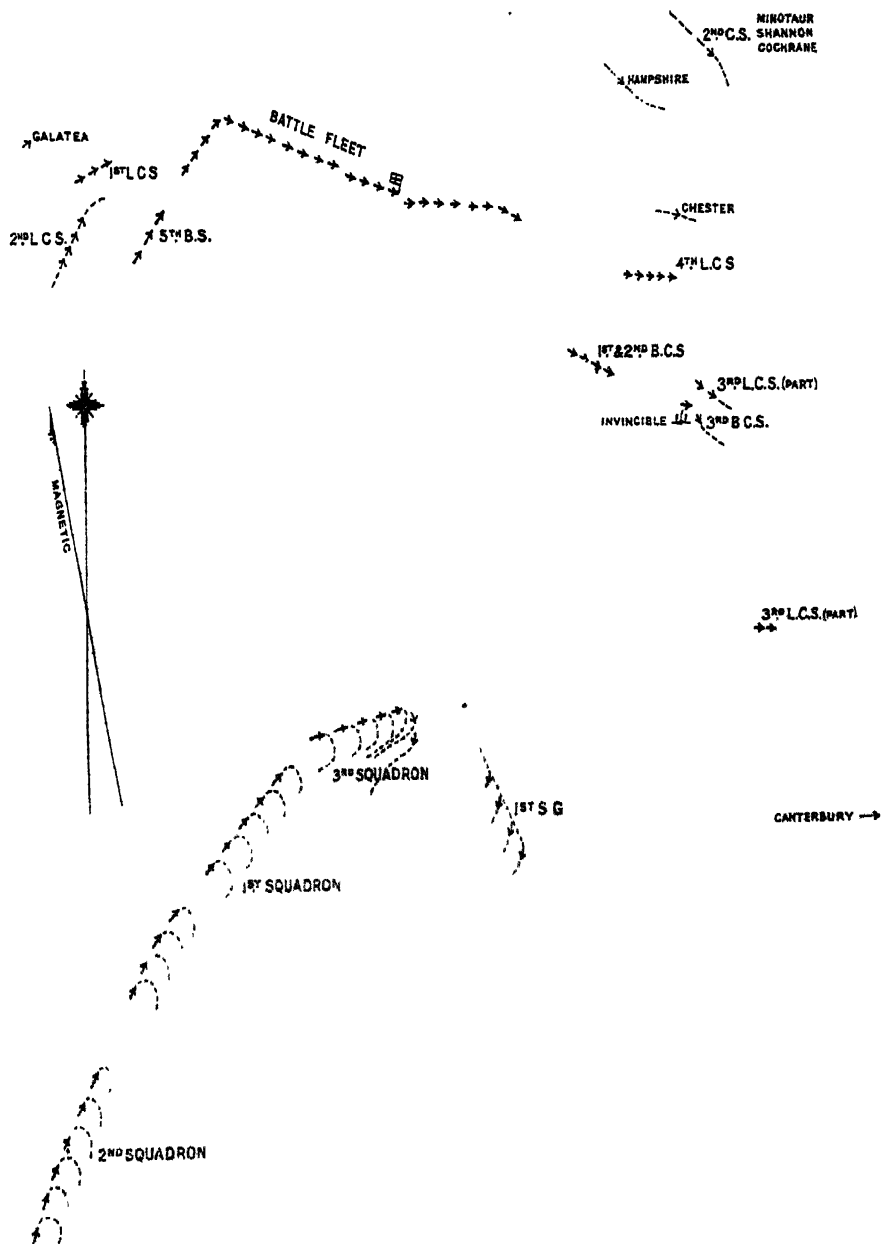 MINOTAUR
2ND C.S. SHANNON
COCHRANE
HAMPSHIRE
BATTLE FLEET
GALATEA
1ST L C S
2ND L C S.
5TH B.S.
CHESTER
4TH L.C S
1ST & 2ND B.C.S
3RD L.C.S. (PART)
INVINCIBLE
3RD B C S.
MAGNETIC
3RD L.C.S. (PART)
3RD SQUADRON
1ST S G
CANTERBURY
1ST SQUADRON
2ND SQUADRON